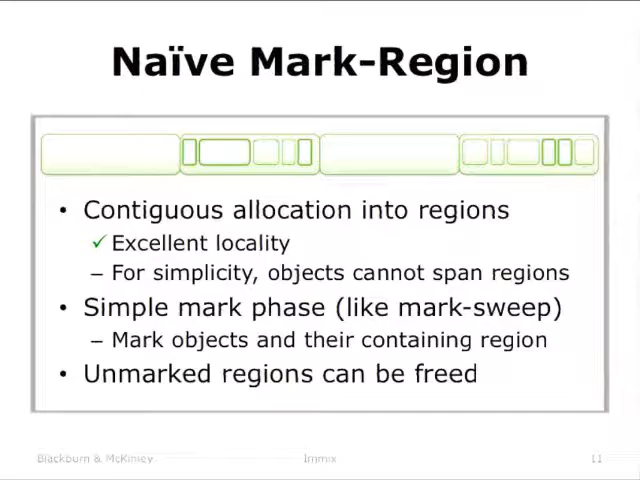 Naïve Mark-Region
• Contiguous allocation into regions
✓ Excellent locality
– For simplicity, objects cannot span regions
• Simple mark phase (like mark-sweep)
– Mark objects and their containing region
• Unmarked regions can be freed
Blackburn & McKinley Immix 11